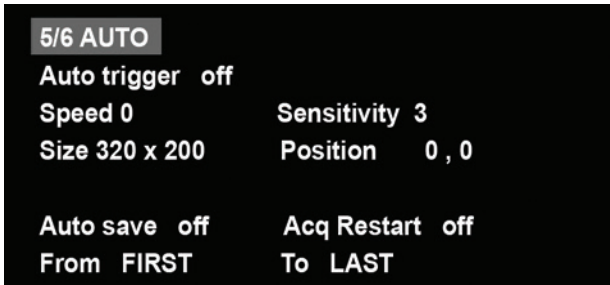 5/6 AUTO
Auto trigger off
Speed 0 Sensitivity 3
Size 320 x 200 Position 0 , 0
Auto save off Acq Restart off
From FIRST To LAST